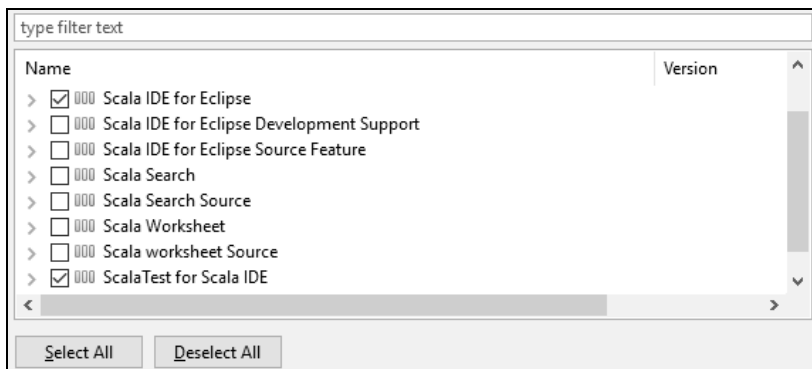 type filter text
Name Version
Scala IDE for Eclipse
Scala IDE for Eclipse Development Support
Scala IDE for Eclipse Source Feature
Scala Search
Scala Search Source
Scala Worksheet
Scala worksheet Source
ScalaTest for Scala IDE
Select All Deselect All